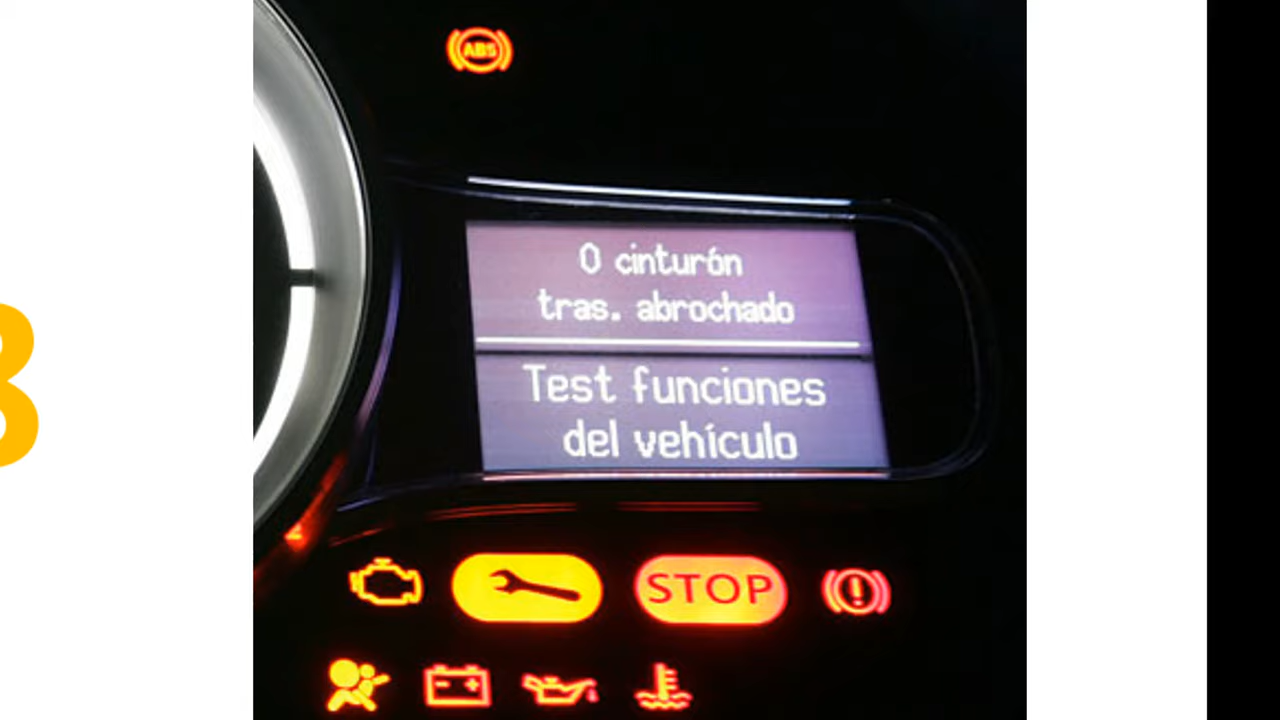 ABS
0 cinturón
tras. abrochado
Test funciones
del vehículo
STOP